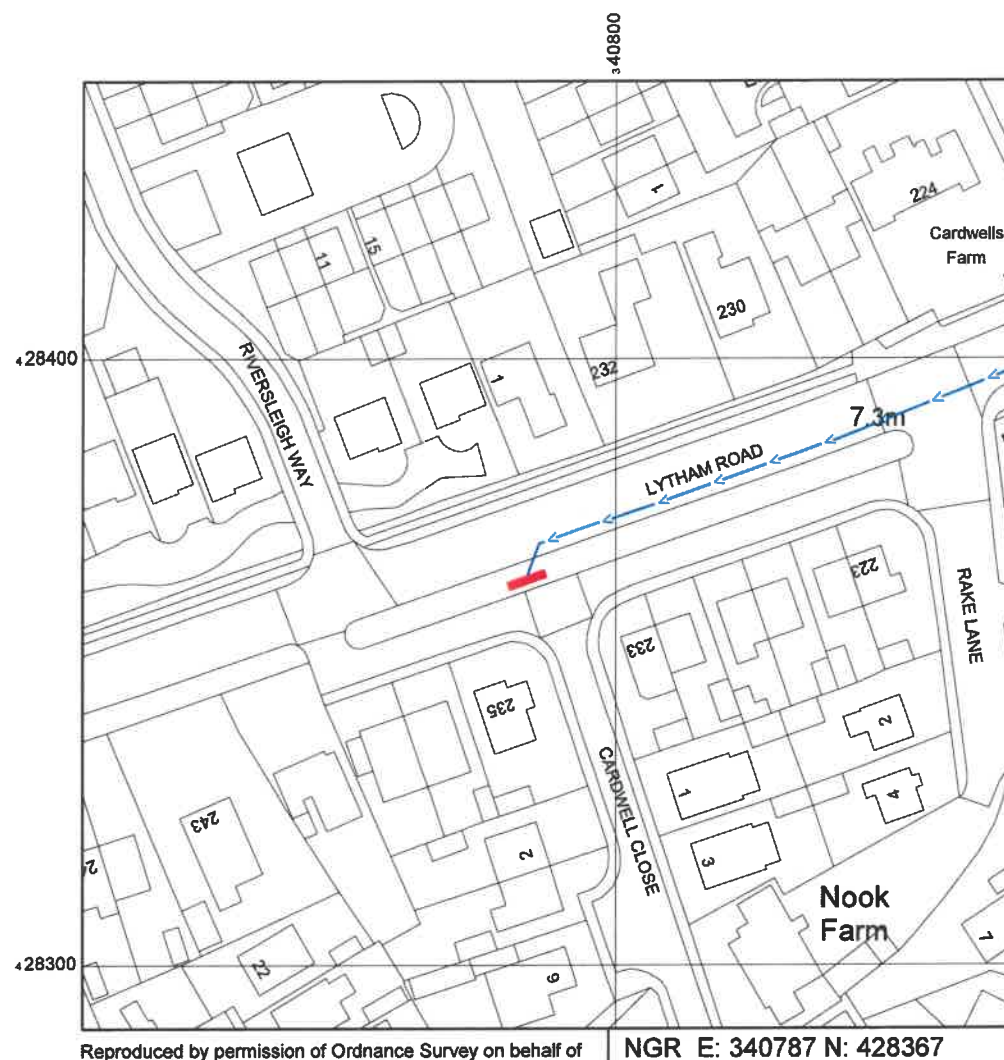 340800
224
Cardwells
Farm
1
15
11
230
428400
232
1
RIVERSLEIGH WAY
7.3m
LYTHAM ROAD
223
RAKE LANE
233
235
2
CARDWELL CLOSE
1
4
243
3
2
24
Nook
Farm
22
9
7
428300
Reproduced by permission of Ordnance Survey on behalf of
NGR E: 340787 N: 428367